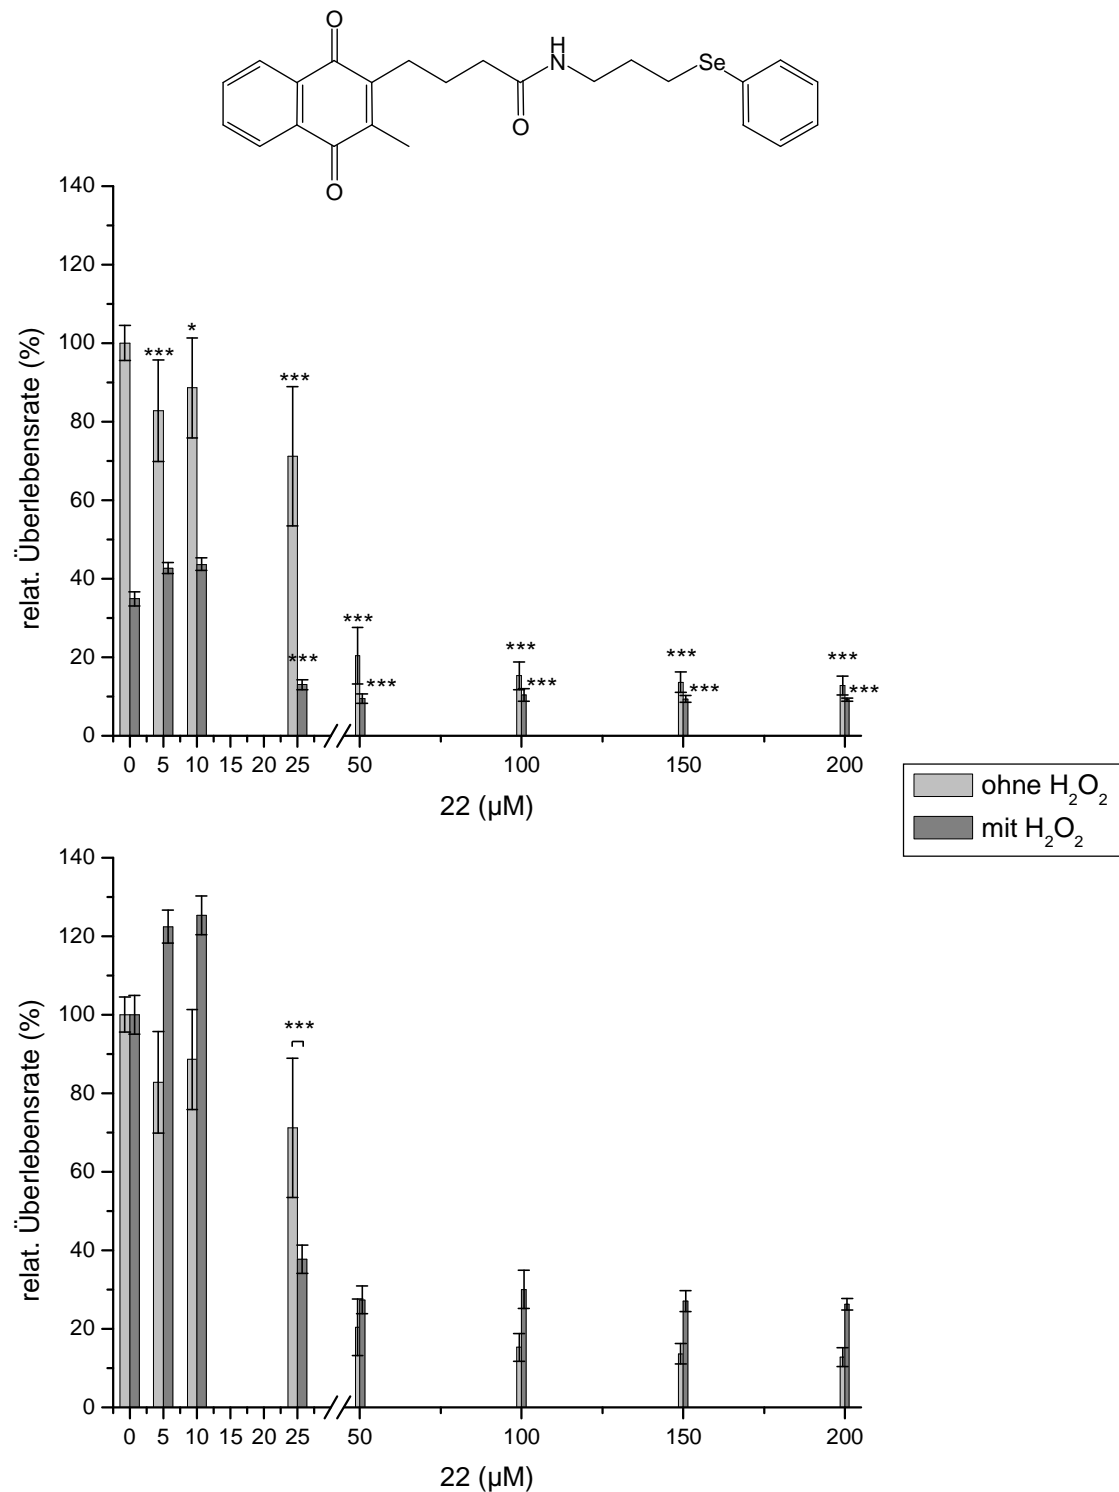 O
H
N
Se
O
O
140
120
100
80
60
40
20
0
relat. Überlebensrate (%)
***
*
***
***
***
***
***
***
***
***
***
***
0 5 10 15 20 25 50 100 150 200
22 (µM)
ohne H₂O₂
mit H₂O₂
140
120
100
80
60
40
20
0
relat. Überlebensrate (%)
***
0 5 10 15 20 25 50 100 150 200
22 (µM)